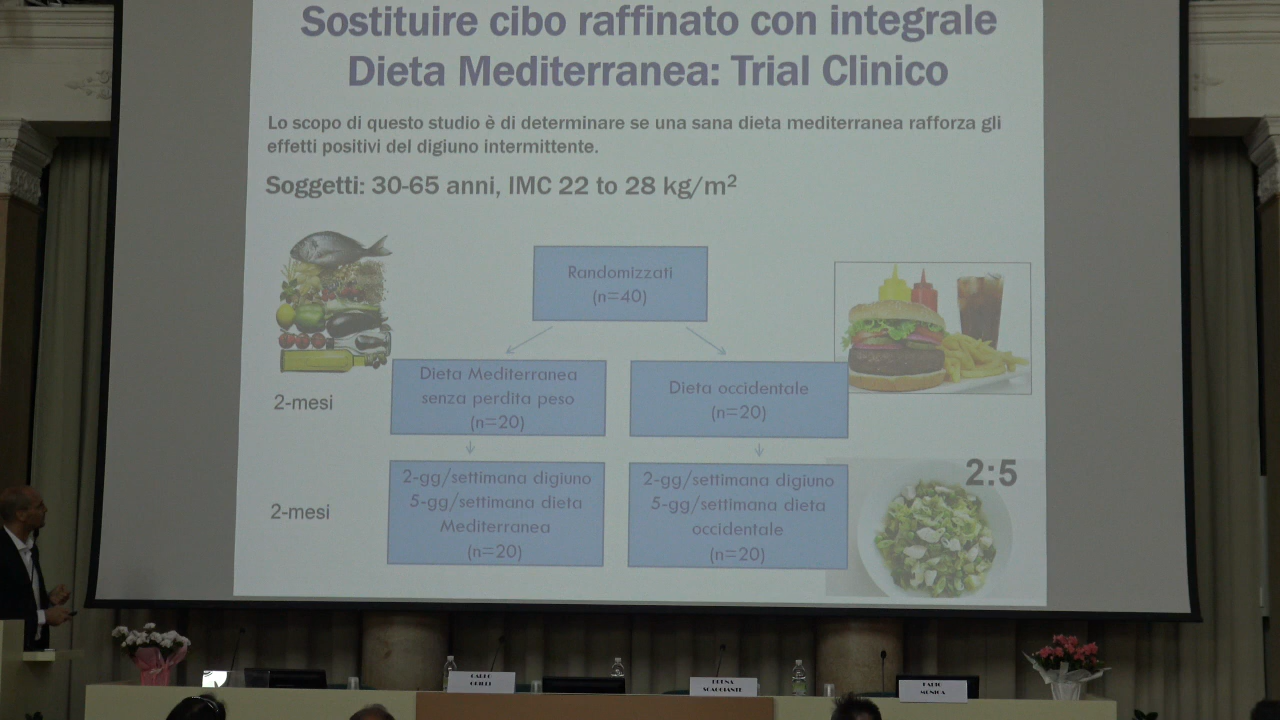 Sostituire cibo raffinato con integrale
Dieta Mediterranea: Trial Clinico
Lo scopo di questo studio è di determinare se una sana dieta mediterranea rafforza gli
effetti positivi del digiuno intermittente.
Soggetti: 30-65 anni, IMC 22 to 28 kg/m²
Randomizzati
(n=40)
Dieta Mediterranea
senza perdita peso
(n=20)
Dieta occidentale
(n=20)
2-mesi
2-gg/settimana digiuno
5-gg/settimana dieta
Mediterranea
(n=20)
2-gg/settimana digiuno
5-gg/settimana dieta
occidentale
(n=20)
2:5
2-mesi
CARLO
SCACCIANTE
MONICA